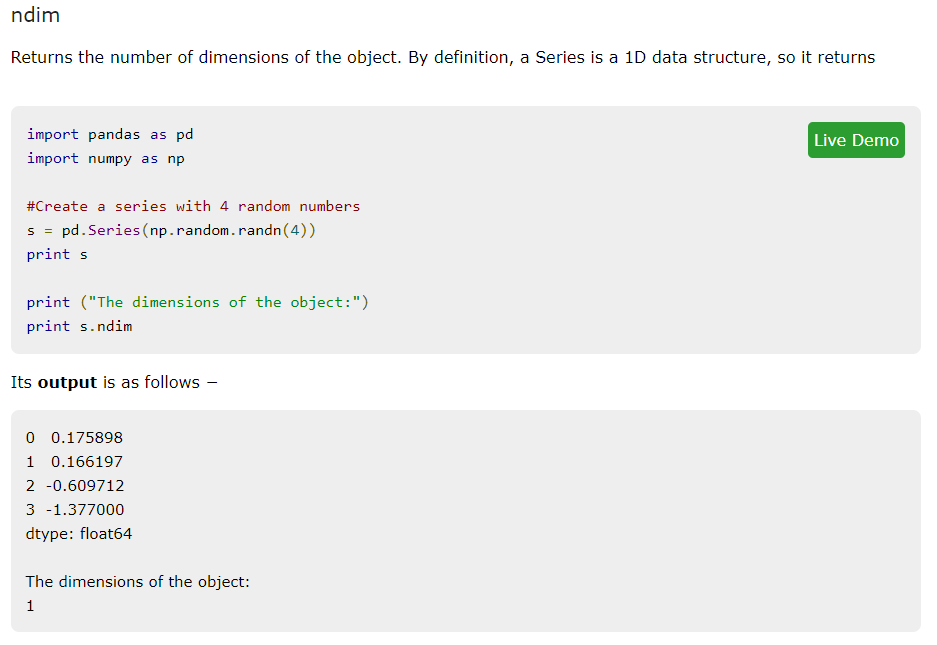 ndim
Returns the number of dimensions of the object. By definition, a Series is a 1D data structure, so it returns
import pandas as pd
import numpy as np
Live Demo
#Create a series with 4 random numbers
s = pd.Series(np.random.randn(4))
print s
print ("The dimensions of the object:")
print s.ndim
Its output is as follows −
0 0.175898
1 0.166197
2 -0.609712
3 -1.377000
dtype: float64
The dimensions of the object:
1